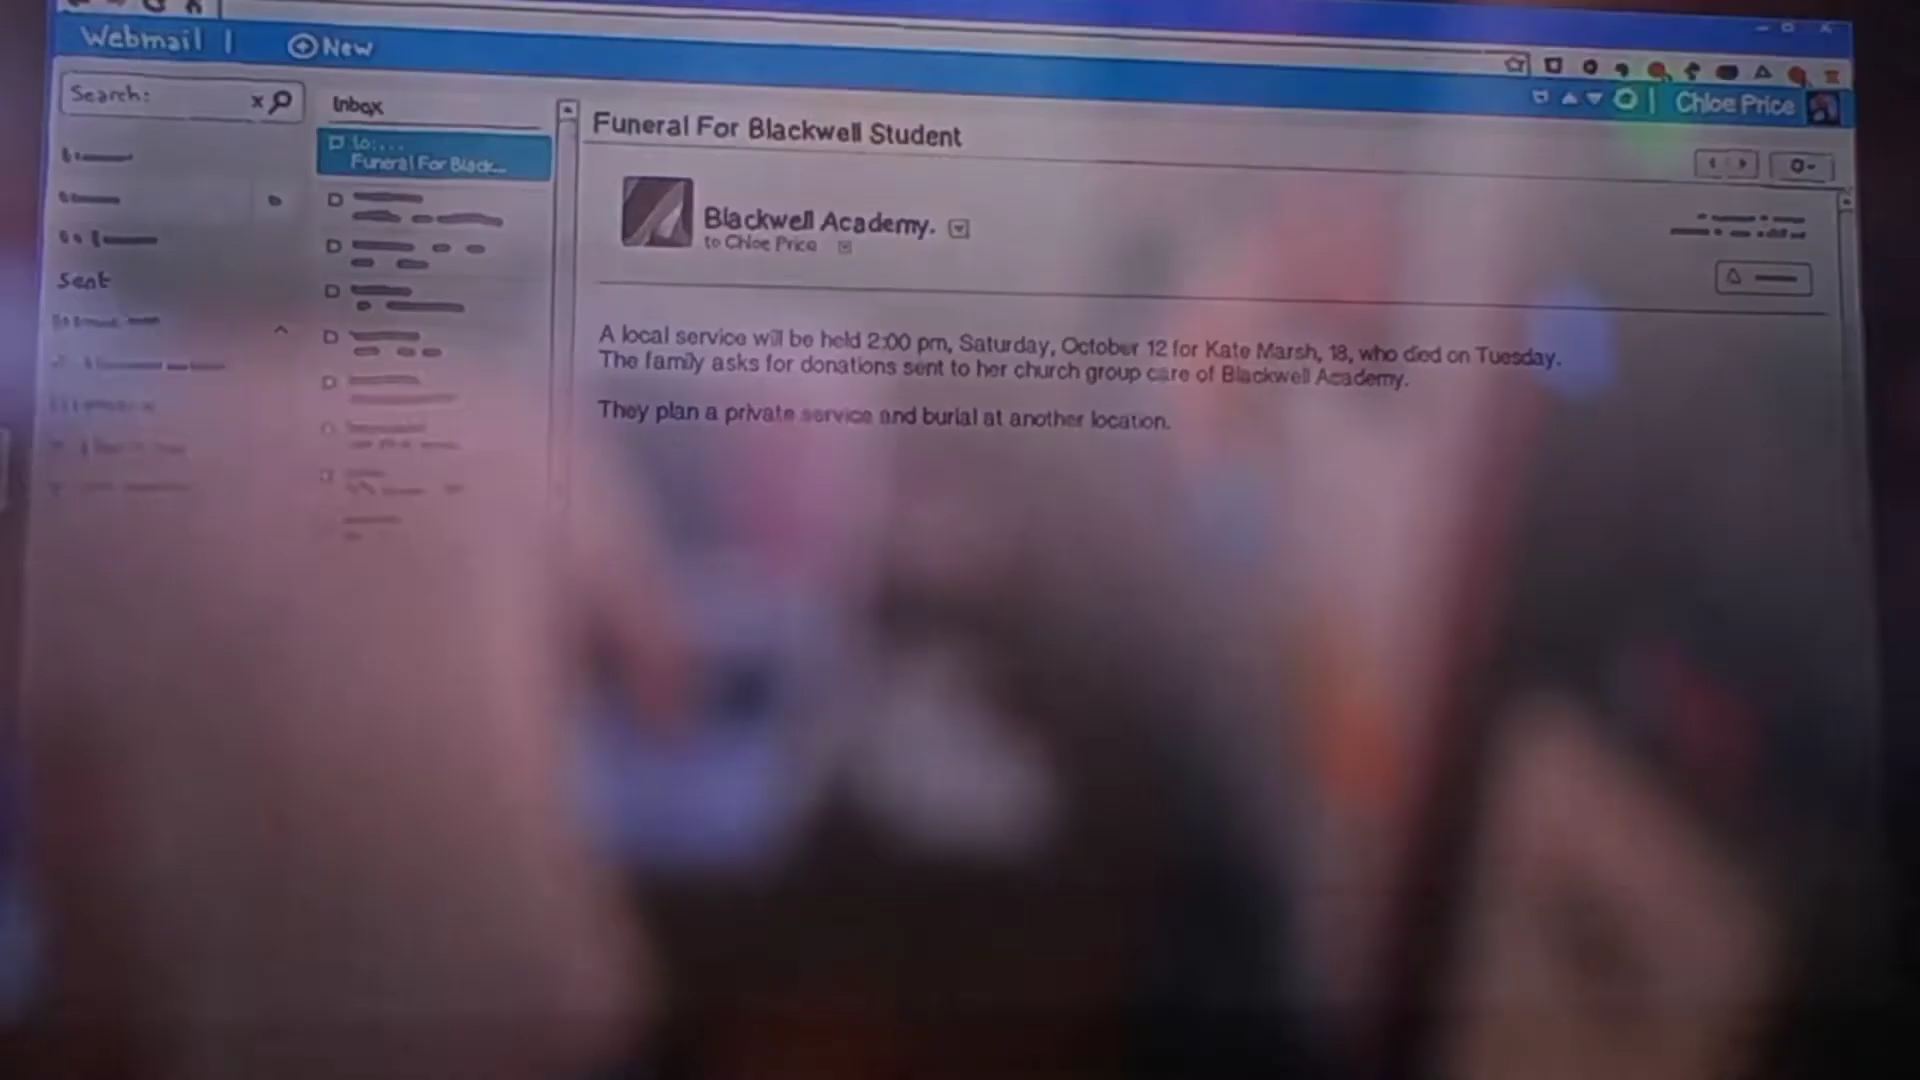 Webmail |
New
Search:
Inbox
Chloe Price
to:...
Funeral For Black...
Sent
Funeral For Blackwell Student
Blackwell Academy.
to Chloe Price
A local service will be held 2:00 pm, Saturday, October 12 for Kate Marsh, 18, who died on Tuesday.
The family asks for donations sent to her church group care of Blackwell Academy.
They plan a private service and burial at another location.